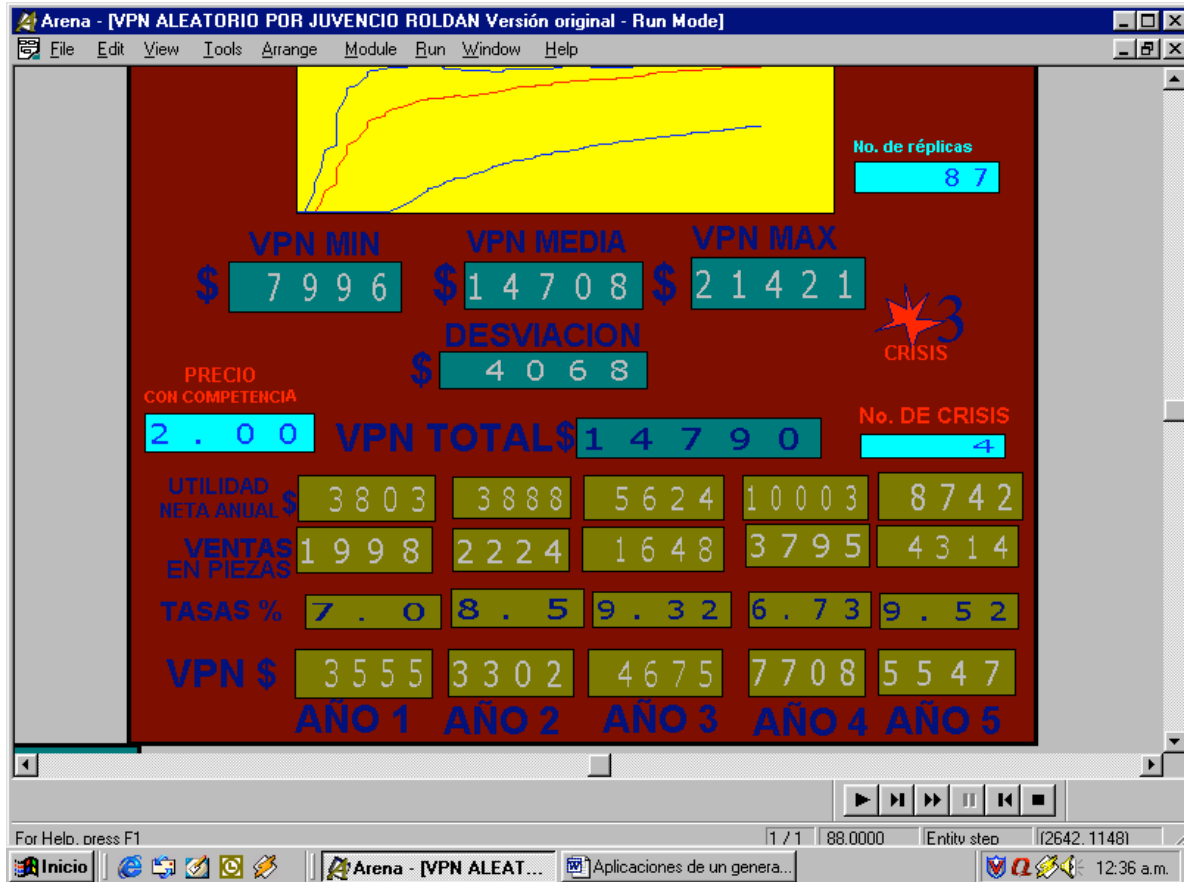 Arena - [VPN ALEATORIO POR JUVENCIO ROLDAN Versión original - Run Mode]
File Edit View Tools Arrange Module Run Window Help
No. de réplicas
87
VPN MIN VPN MEDIA VPN MAX
$ 7996 $ 14708 $ 21421
3
CRISIS
DESVIACION
$ 4068
PRECIO
CON COMPETENCIA
2.00
VPN TOTAL $ 14790
No. DE CRISIS
4
UTILIDAD
NETA ANUAL $ 3803 3888 5624 10003 8742
VENTAS
EN PIEZAS 1998 2224 1648 3795 4314
TASAS % 7.0 8.5 9.32 6.73 9.52
VPN $ 3555 3302 4675 7708 5547
AÑO 1 AÑO 2 AÑO 3 AÑO 4 AÑO 5
For Help, press F1 1 / 1 88.0000 Entity step (2642, 1148)
Inicio Arena - [VPN ALEAT... Aplicaciones de un genera... 12:36 a.m.